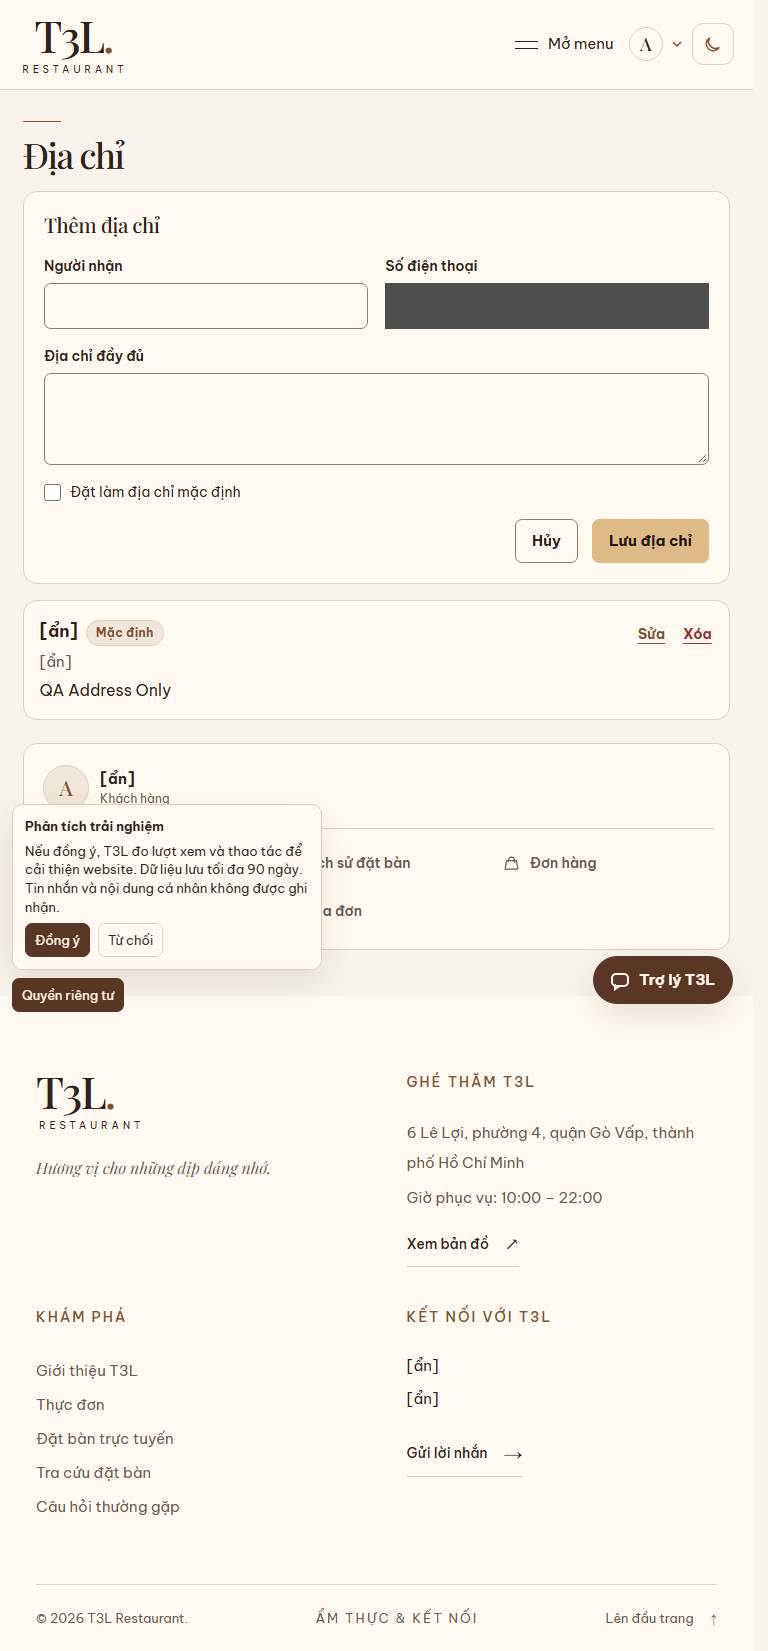 T3L.
RESTAURANT
Mở menu
A
Địa chỉ
Thêm địa chỉ
Người nhận
Số điện thoại
Địa chỉ đầy đủ
Đặt làm địa chỉ mặc định
Hủy
Lưu địa chỉ
[ẩn] Mặc định
Sửa
Xóa
[ẩn]
QA Address Only
A
[ẩn]
Khách hàng
sử đặt bàn
Đơn hàng
đơn
Phân tích trải nghiệm
Nếu đồng ý, T3L đo lượt xem và thao tác để
cải thiện website. Dữ liệu lưu tối đa 90 ngày.
Tin nhắn và nội dung cá nhân không được ghi
nhận.
Đồng ý
Từ chối
Quyền riêng tư
Trợ lý T3L
T3L.
RESTAURANT
Hương vị cho những dịp đáng nhớ.
GHÉ THĂM T3L
6 Lê Lợi, phường 4, quận Gò Vấp, thành
phố Hồ Chí Minh
Giờ phục vụ: 10:00 – 22:00
Xem bản đồ ↗
KHÁM PHÁ
Giới thiệu T3L
Thực đơn
Đặt bàn trực tuyến
Tra cứu đặt bàn
Câu hỏi thường gặp
KẾT NỐI VỚI T3L
[ẩn]
[ẩn]
Gửi lời nhắn →
© 2026 T3L Restaurant.
ẨM THỰC & KẾT NỐI
Lên đầu trang ↑